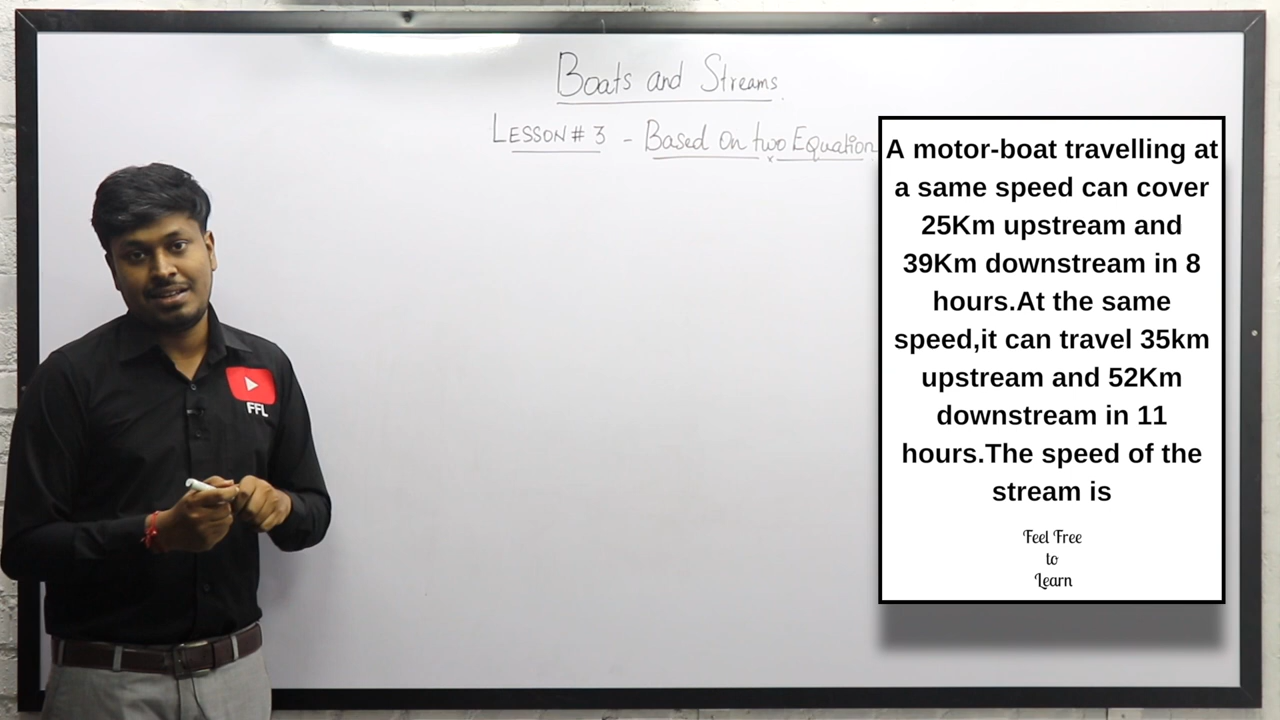 Boats and Streams
LESSON # 3 - Based on two Equation
A motor-boat travelling at
a same speed can cover
25Km upstream and
39Km downstream in 8
hours.At the same
speed,it can travel 35km
upstream and 52Km
downstream in 11
hours.The speed of the
stream is
Feel Free
to
Learn
FFL